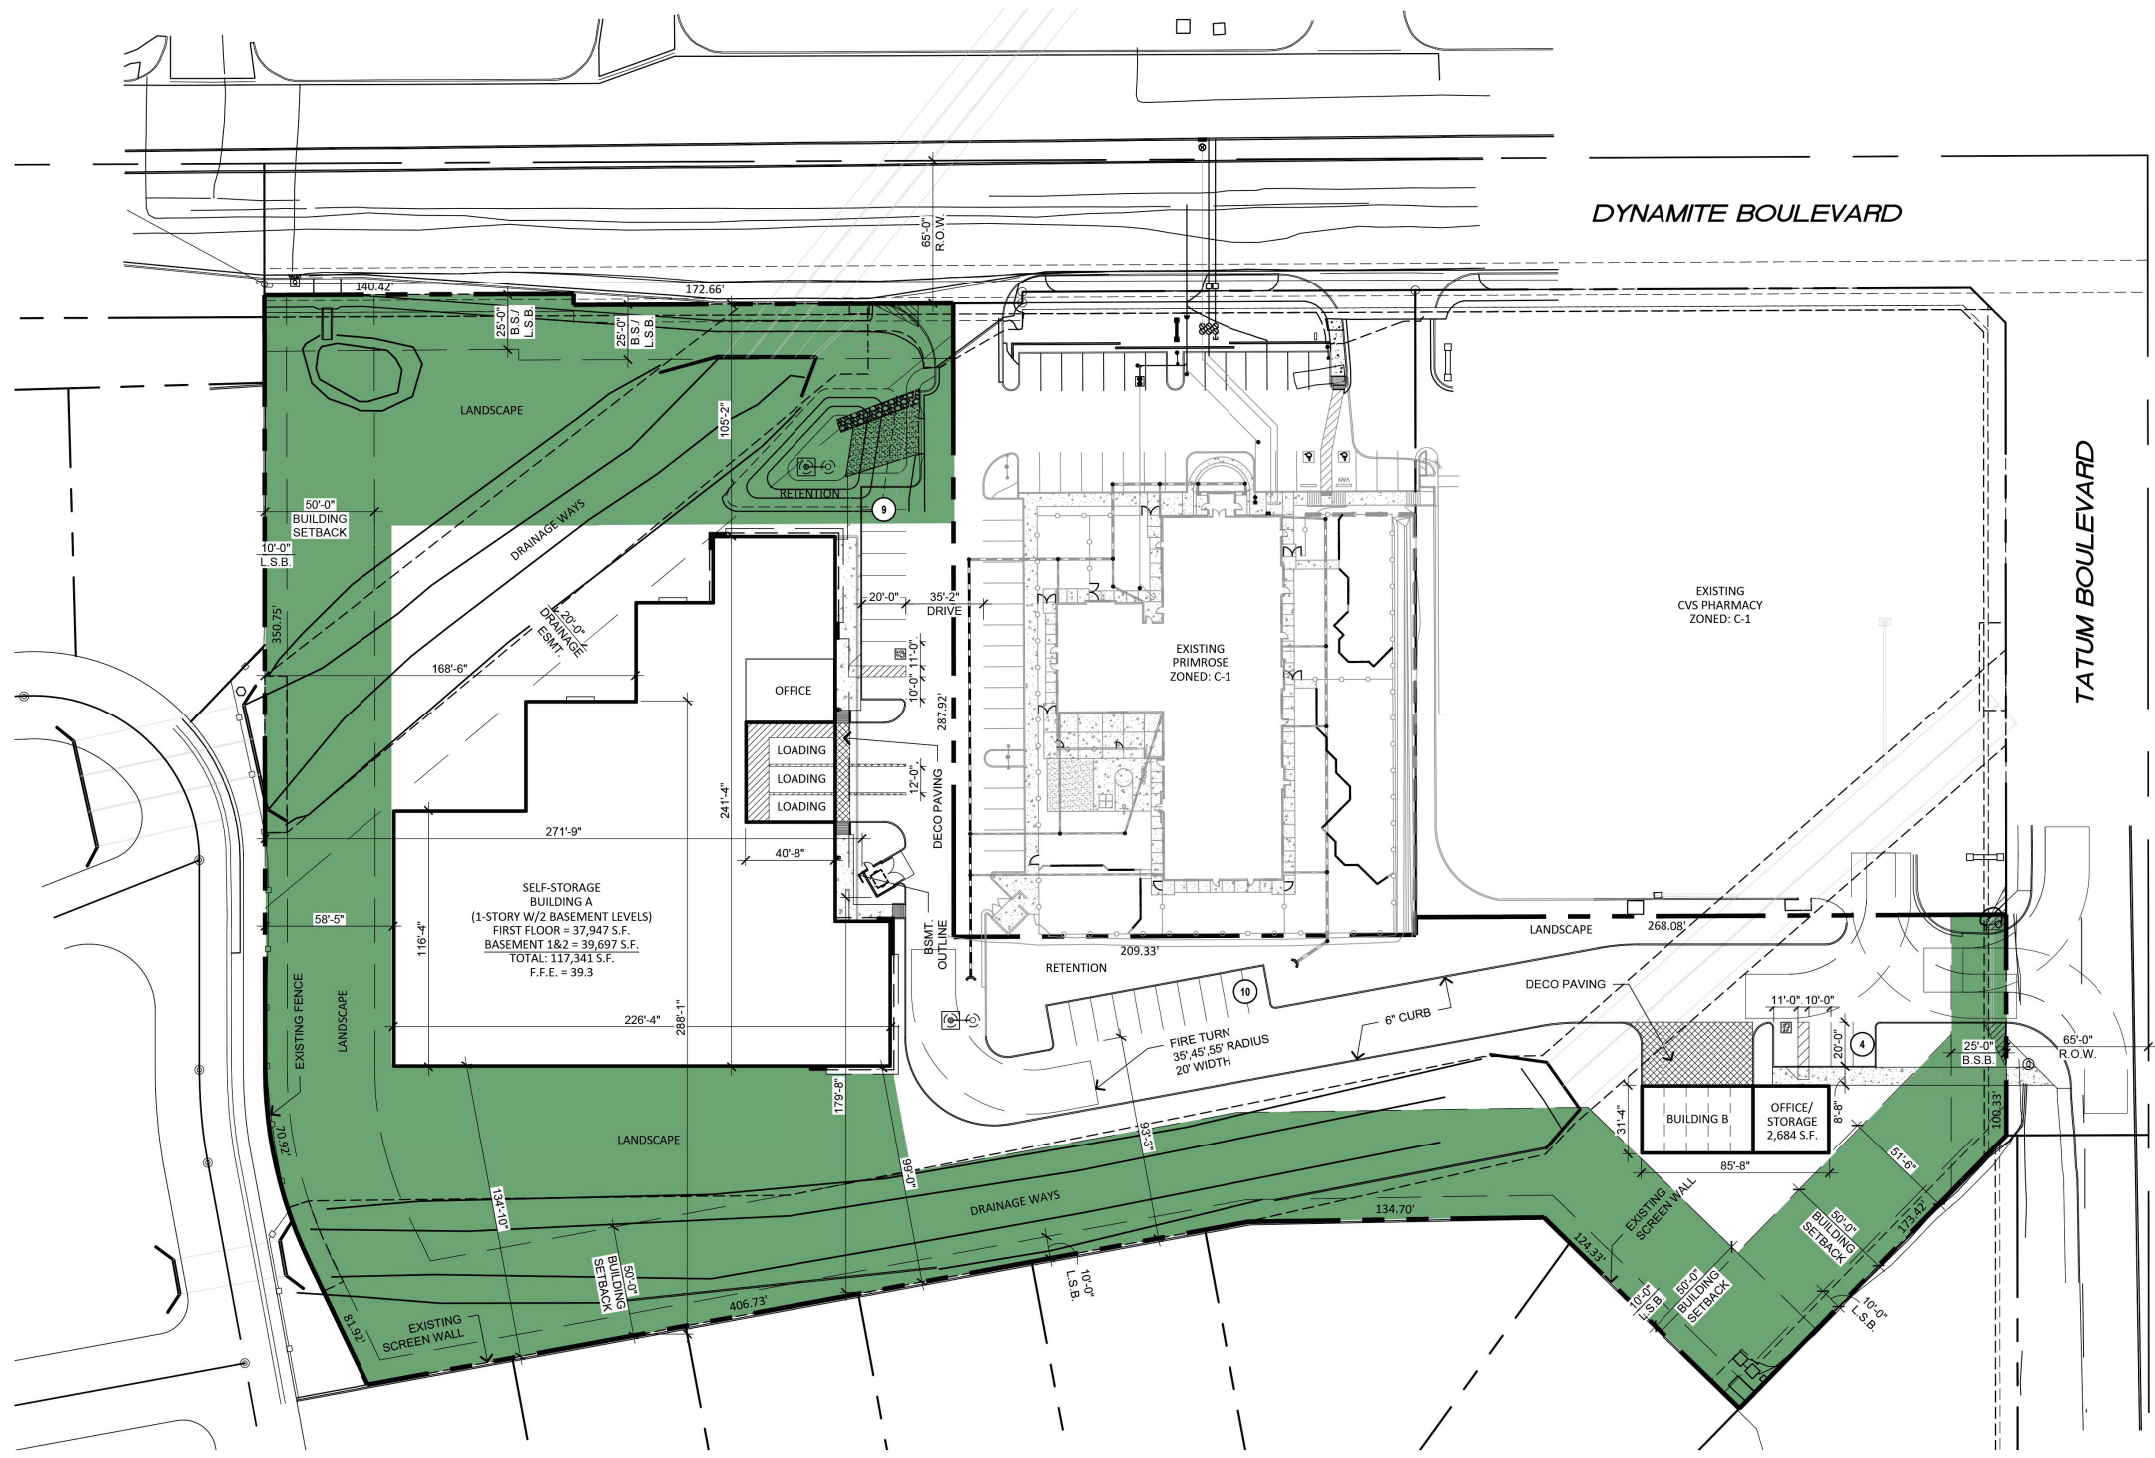 DYNAMITE BOULEVARD
65'-0"
R.O.W.
140.42'
172.66'
25'-0"
B.S./
L.S.B.
25'-0"
B.S./
L.S.B.
LANDSCAPE
105'-2"
RETENTION
9
50'-0"
BUILDING
SETBACK
10'-0"
L.S.B.
DRAINAGE WAYS
350.75'
20'-0"
DRAINAGE
ESMT.
168'-6"
20'-0"
35'-2"
DRIVE
11'-0"
10'-0"
287.92'
OFFICE
LOADING
LOADING
LOADING
12'-0"
DECO PAVING
241'-4"
271'-9"
40'-8"
VAN
EXISTING
PRIMROSE
ZONED: C-1
EXISTING
CVS PHARMACY
ZONED: C-1
TATUM BOULEVARD
SELF-STORAGE
BUILDING A
(1-STORY W/2 BASEMENT LEVELS)
FIRST FLOOR = 37,947 S.F.
BASEMENT 1&2 = 39,697 S.F.
TOTAL: 117,341 S.F.
F.F.E. = 39.3
58'-5"
116'-4"
226'-4"
288'-1"
BSMT.
OUTLINE
EXISTING FENCE
LANDSCAPE
209.33'
RETENTION
10
LANDSCAPE
268.08'
DECO PAVING
6" CURB
FIRE TURN
35',45',55' RADIUS
20' WIDTH
11'-0"
10'-0"
20'-0"
4
25'-0"
B.S.B.
65'-0"
R.O.W.
100.33'
31'-4"
BUILDING B
OFFICE/
STORAGE
2,684 S.F.
8'-8"
85'-8"
51'-6"
70.92'
LANDSCAPE
179'-8"
93'-3"
99'-0"
134'-10"
DRAINAGE WAYS
134.70'
EXISTING
SCREEN WALL
124.33'
50'-0"
BUILDING
SETBACK
173.42'
50'-0"
BUILDING
SETBACK
10'-0"
L.S.B.
10'-0"
L.S.B.
50'-0"
BUILDING
SETBACK
10'-0"
L.S.B.
406.73'
81.92'
EXISTING
SCREEN WALL